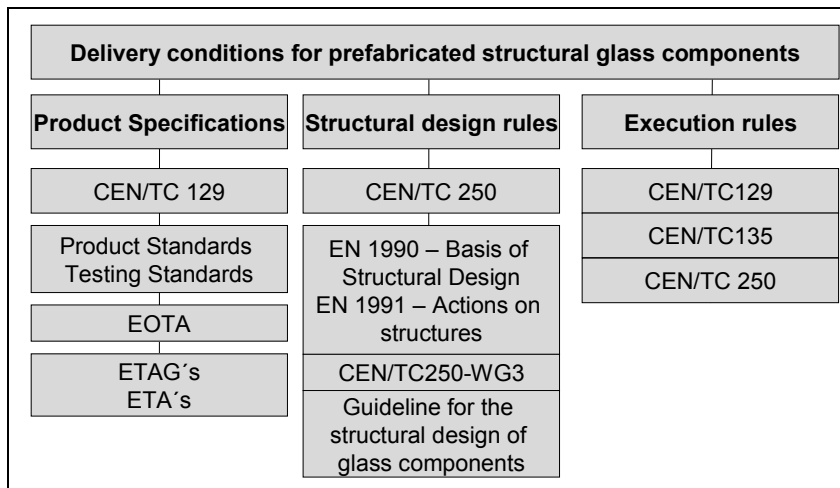 Delivery conditions for prefabricated structural glass components
Product Specifications
CEN/TC 129
Product Standards
Testing Standards
EOTA
ETAG´s
ETA´s
Structural design rules
CEN/TC 250
EN 1990 – Basis of
Structural Design
EN 1991 – Actions on
structures
CEN/TC250-WG3
Guideline for the
structural design of
glass components
Execution rules
CEN/TC129
CEN/TC135
CEN/TC 250